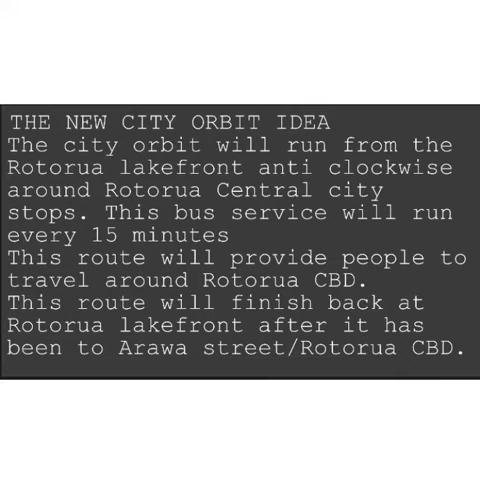 THE NEW CITY ORBIT IDEA
The city orbit will run from the
Rotorua lakefront anti clockwise
around Rotorua Central city
stops. This bus service will run
every 15 minutes
This route will provide people to
travel around Rotorua CBD.
This route will finish back at
Rotorua lakefront after it has
been to Arawa street/Rotorua CBD.